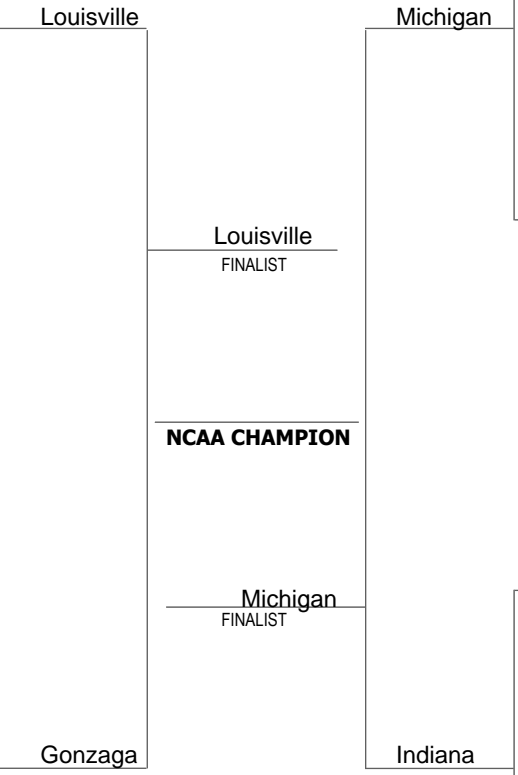 Louisville
Michigan
Louisville
FINALIST
NCAA CHAMPION
Michigan
FINALIST
Gonzaga
Indiana